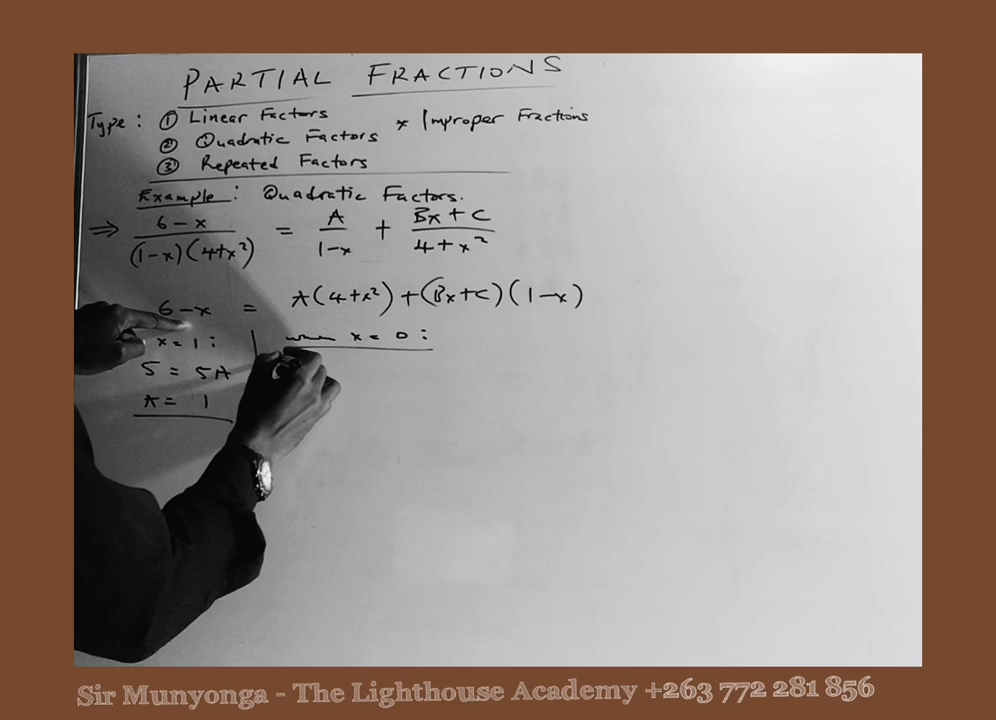 PARTIAL FRACTIONS
Type: ① Linear Factors * Improper Fractions
② Quadratic Factors
③ Repeated Factors
Example: Quadratic Factors.
⇒ 6-x / (1-x)(4+x²) = A / 1-x + Bx+C / 4+x²
6-x = A(4+x²)+(Bx+C)(1-x)
x=1: | when x=0:
5 = 5A
A = 1
Sir Munyonga - The Lighthouse Academy +263 772 281 856